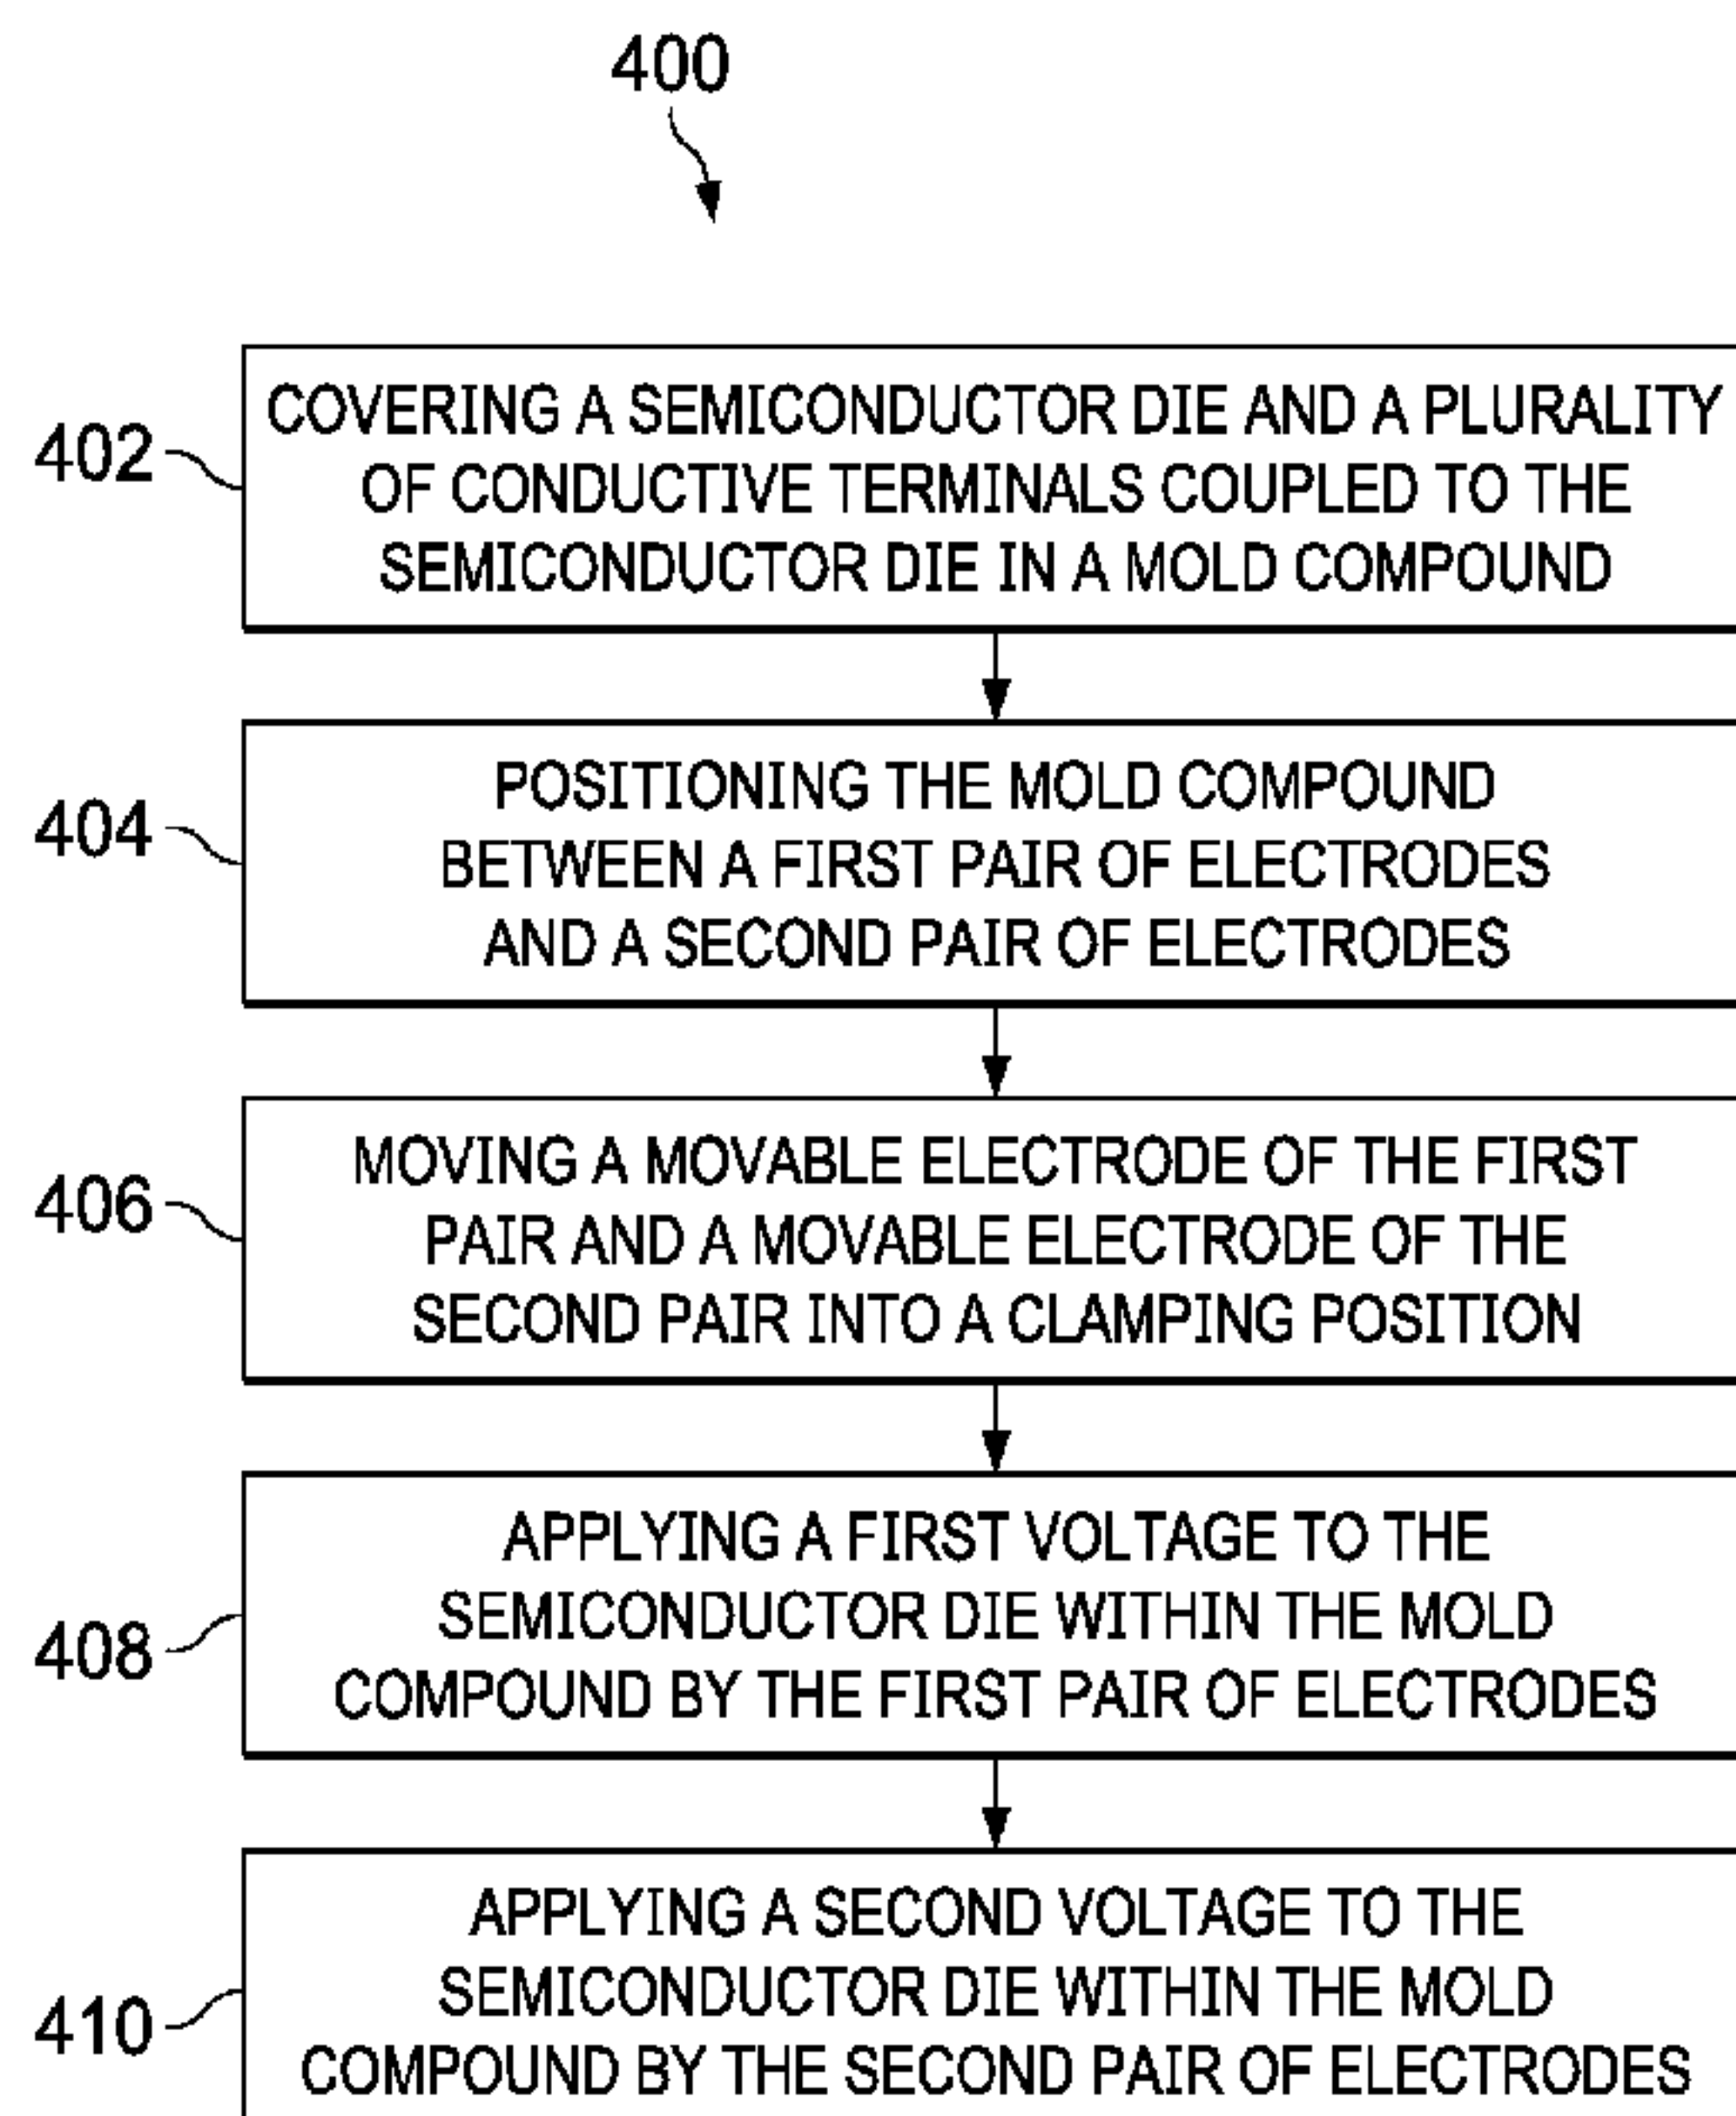 400
402
COVERING A SEMICONDUCTOR DIE AND A PLURALITY
OF CONDUCTIVE TERMINALS COUPLED TO THE
SEMICONDUCTOR DIE IN A MOLD COMPOUND
404
POSITIONING THE MOLD COMPOUND
BETWEEN A FIRST PAIR OF ELECTRODES
AND A SECOND PAIR OF ELECTRODES
406
MOVING A MOVABLE ELECTRODE OF THE FIRST
PAIR AND A MOVABLE ELECTRODE OF THE
SECOND PAIR INTO A CLAMPING POSITION
408
APPLYING A FIRST VOLTAGE TO THE
SEMICONDUCTOR DIE WITHIN THE MOLD
COMPOUND BY THE FIRST PAIR OF ELECTRODES
410
APPLYING A SECOND VOLTAGE TO THE
SEMICONDUCTOR DIE WITHIN THE MOLD
COMPOUND BY THE SECOND PAIR OF ELECTRODES